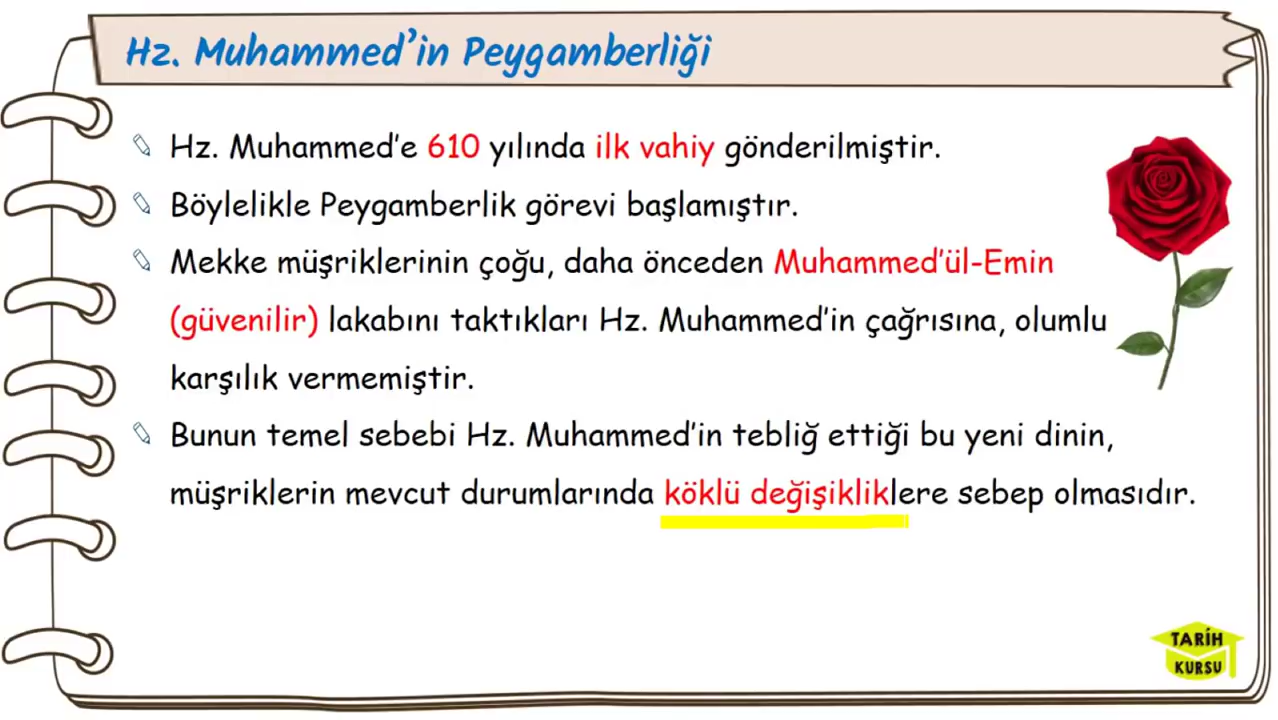 Hz. Muhammed'in Peygamberliği
Hz. Muhammed'e 610 yılında ilk vahiy gönderilmiştir.
Böylelikle Peygamberlik görevi başlamıştır.
Mekke müşriklerinin çoğu, daha önceden Muhammed'ül-Emin
(güvenilir) lakabını taktıkları Hz. Muhammed'in çağrısına, olumlu
karşılık vermemiştir.
Bunun temel sebebi Hz. Muhammed'in tebliğ ettiği bu yeni dinin,
müşriklerin mevcut durumlarında köklü değişikliklere sebep olmasıdır.
TARİH
KURSU